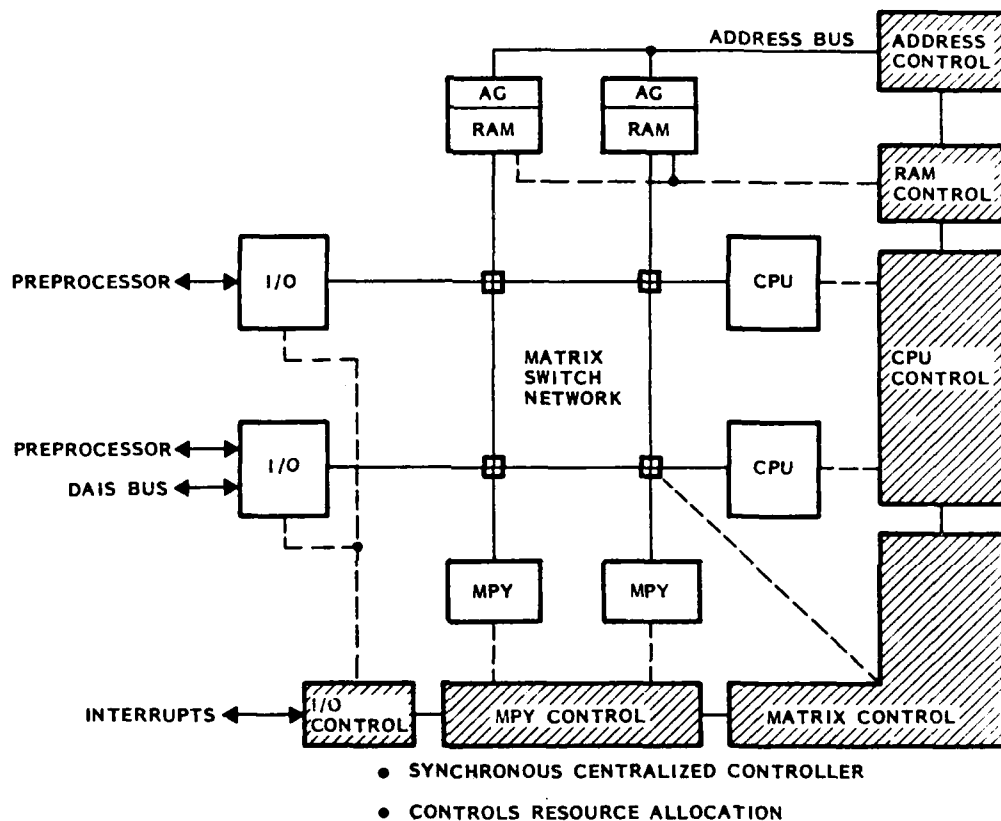 ADDRESS BUS
ADDRESS
CONTROL
AG
RAM
AG
RAM
RAM
CONTROL
PREPROCESSOR
I/O
CPU
MATRIX
SWITCH
NETWORK
CPU
CONTROL
PREPROCESSOR
DAIS BUS
I/O
CPU
MPY
MPY
INTERRUPTS
I/O
CONTROL
MPY CONTROL
MATRIX CONTROL
• SYNCHRONOUS CENTRALIZED CONTROLLER
• CONTROLS RESOURCE ALLOCATION